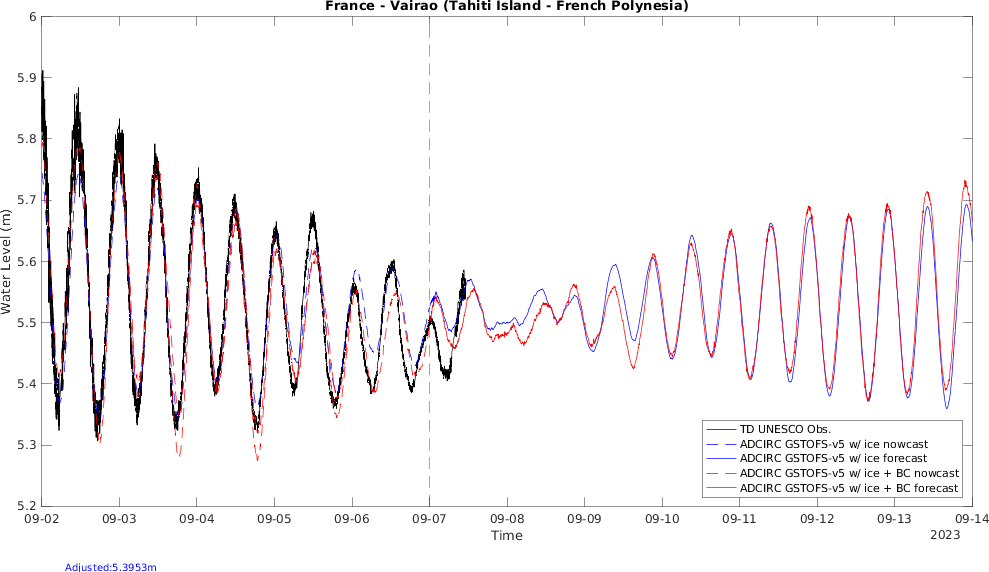 France - Vairao (Tahiti Island - French Polynesia)
6
5.9
5.8
5.7
5.6
5.5
5.4
5.3
5.2
Water Level (m)
TD UNESCO Obs.
ADCIRC GSTOFS-v5 w/ ice nowcast
ADCIRC GSTOFS-v5 w/ ice forecast
ADCIRC GSTOFS-v5 w/ ice + BC nowcast
ADCIRC GSTOFS-v5 w/ ice + BC forecast
09-02 09-03 09-04 09-05 09-06 09-07 09-08 09-09 09-10 09-11 09-12 09-13 09-14
Time
2023
Adjusted:5.3953m